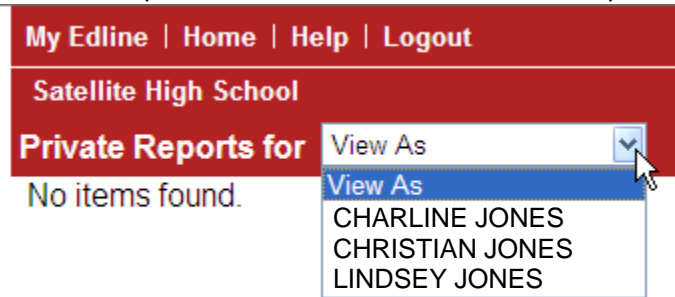 My Edline | Home | Help | Logout
Satellite High School
Private Reports for View As
No items found.
View As
CHARLINE JONES
CHRISTIAN JONES
LINDSEY JONES